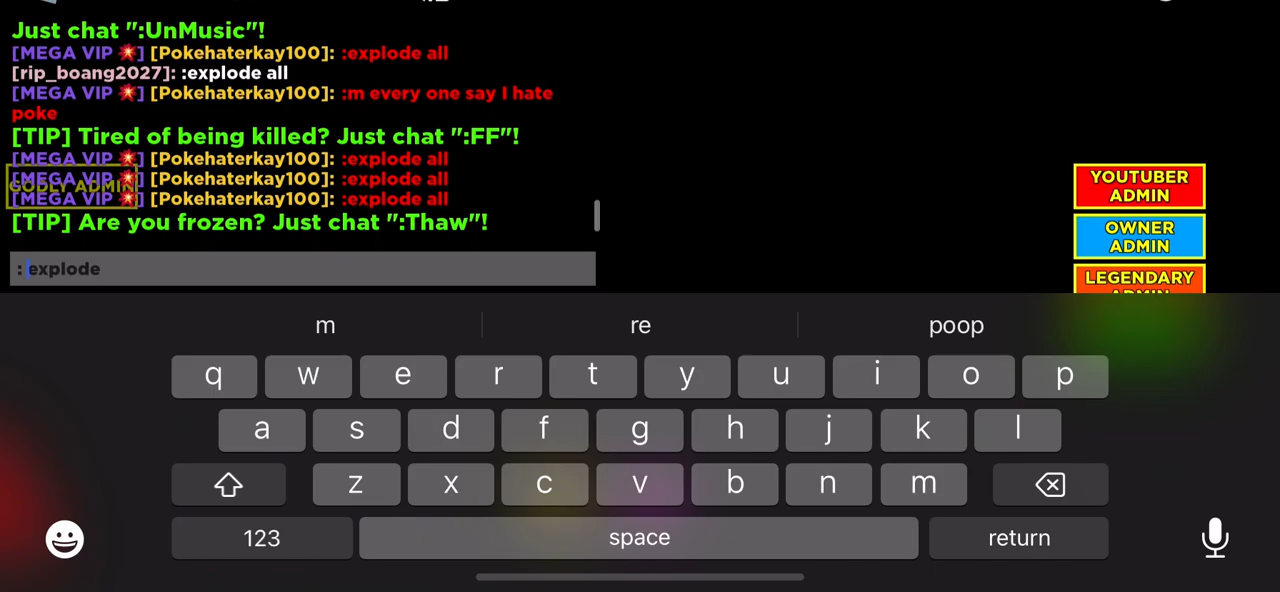 Just chat ":UnMusic"!
[MEGA VIP 💥] [Pokehaterkay100]: :explode all
[rip_boang2027]: :explode all
[MEGA VIP 💥] [Pokehaterkay100]: :m every one say I hate
poke
[TIP] Tired of being killed? Just chat ":FF"!
[MEGA VIP 💥] [Pokehaterkay100]: :explode all
[MEGA VIP 💥] [Pokehaterkay100]: :explode all
GODLY ADMIN
[MEGA VIP 💥] [Pokehaterkay100]: :explode all
[TIP] Are you frozen? Just chat ":Thaw"!
: explode
YOUTUBER
ADMIN
OWNER
ADMIN
LEGENDARY
ADMIN
m re poop
q w e r t y u i o p
a s d f g h j k l
z x c v b n m
123 space return